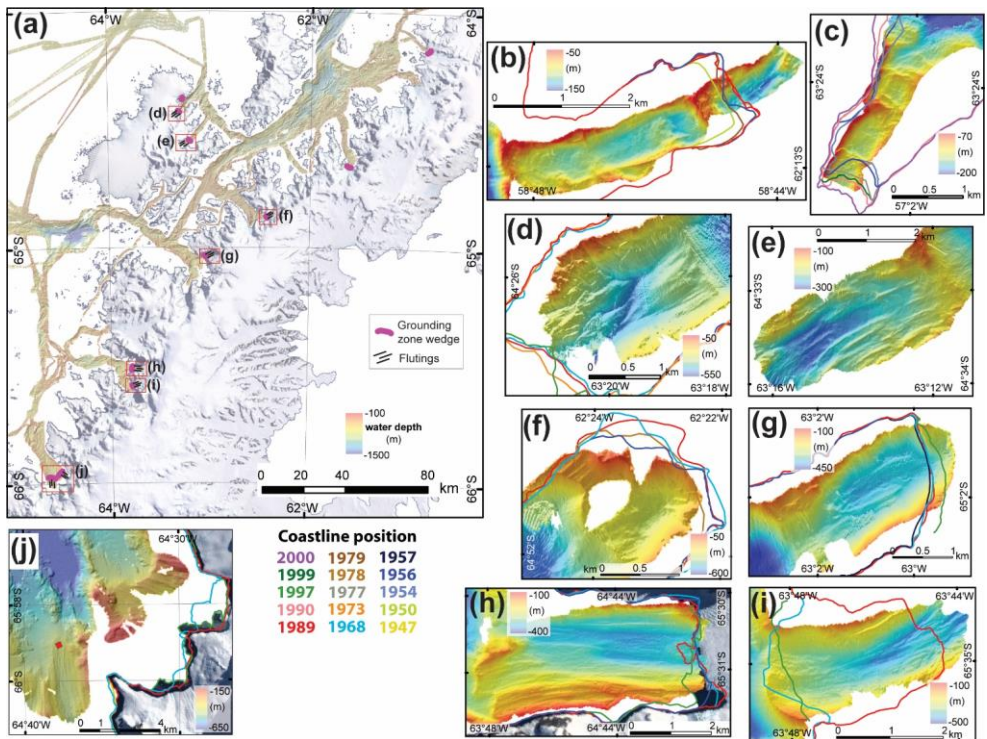 (a)
64°W
62°W
64°S
(d)
(e)
(f)
65°S
65°S
(g)
(h)
(i)
(j)
Grounding
zone wedge
Flutings
-100
water depth
(m)
-1500
0 20 40 80
km
66°S
66°S
64°W
62°W
(b)
-50
(m)
-150
0 1 2
km
62°13'S
58°48'W
58°44'W
(c)
63°24'S
63°24'S
-70
(m)
-200
0 0.5 1
km
57°2'W
(d)
64°26'S
-50
(m)
-550
0 0.5 1
km
63°20'W
63°18'W
(e)
0 1 2
km
-100
(m)
-300
64°33'S
64°34'S
63°16'W
63°12'W
(f)
62°24'W
62°22'W
64°52'S
km 0 0.5 1
-50
(m)
-600
(g)
63°2'W
-100
(m)
-450
65°2'S
0 0.5 1
km
63°2'W
63°W
(j)
64°30'W
65°58'S
66°S
-150
(m)
-650
0 2 4
km
64°40'W
Coastline position
2000 1979 1957
1999 1978 1956
1997 1977 1954
1990 1973 1950
1989 1968 1947
(h)
-100
(m)
-400
64°44'W
65°30'S
65°31'S
0 1 2
km
63°48'W
64°44'W
(i)
63°48'W
63°44'W
65°35'S
-100
(m)
-500
0 1 2
km
63°48'W